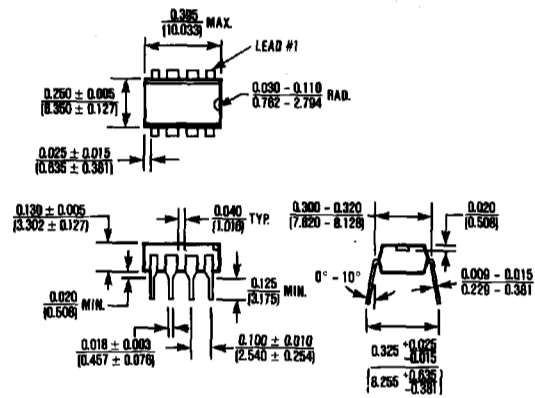 0.395
(10.033) MAX.
LEAD #1
0.250 ± 0.005
(6.350 ± 0.127)
0.030 – 0.110
0.762 – 2.794 RAD.
0.025 ± 0.015
(0.635 ± 0.381)
0.130 ± 0.005
(3.302 ± 0.127)
0.040
(1.016) TYP.
0.300 – 0.320
(7.620 – 8.128)
0.020
(0.508)
0.020
(0.508) MIN.
0.125
(3.175) MIN.
0° – 10°
0.009 – 0.015
0.229 – 0.381
0.018 ± 0.003
(0.457 ± 0.076)
0.100 ± 0.010
(2.540 ± 0.254)
0.325 +0.025
–0.015
(8.255 +0.635
–0.381)